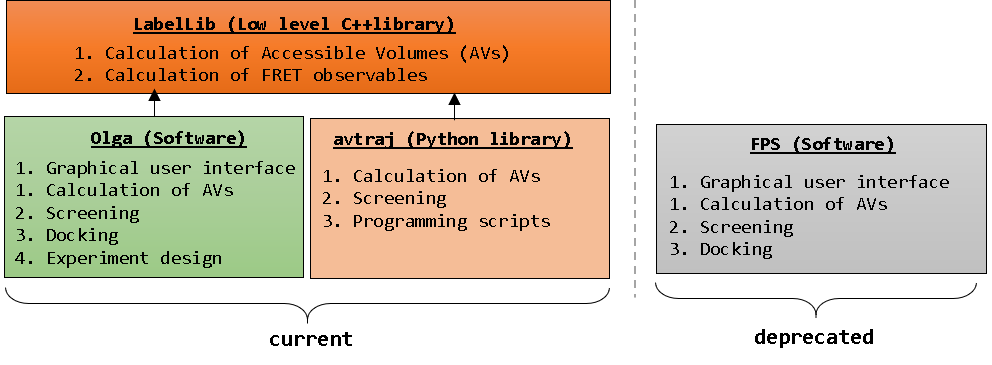 LabelLib (Low level C++library)
1. Calculation of Accessible Volumes (AVs)
2. Calculation of FRET observables
Olga (Software)
1. Graphical user interface
1. Calculation of AVs
2. Screening
3. Docking
4. Experiment design
avtraj (Python library)
1. Calculation of AVs
2. Screening
3. Programming scripts
FPS (Software)
1. Graphical user interface
1. Calculation of AVs
2. Screening
3. Docking
current
deprecated